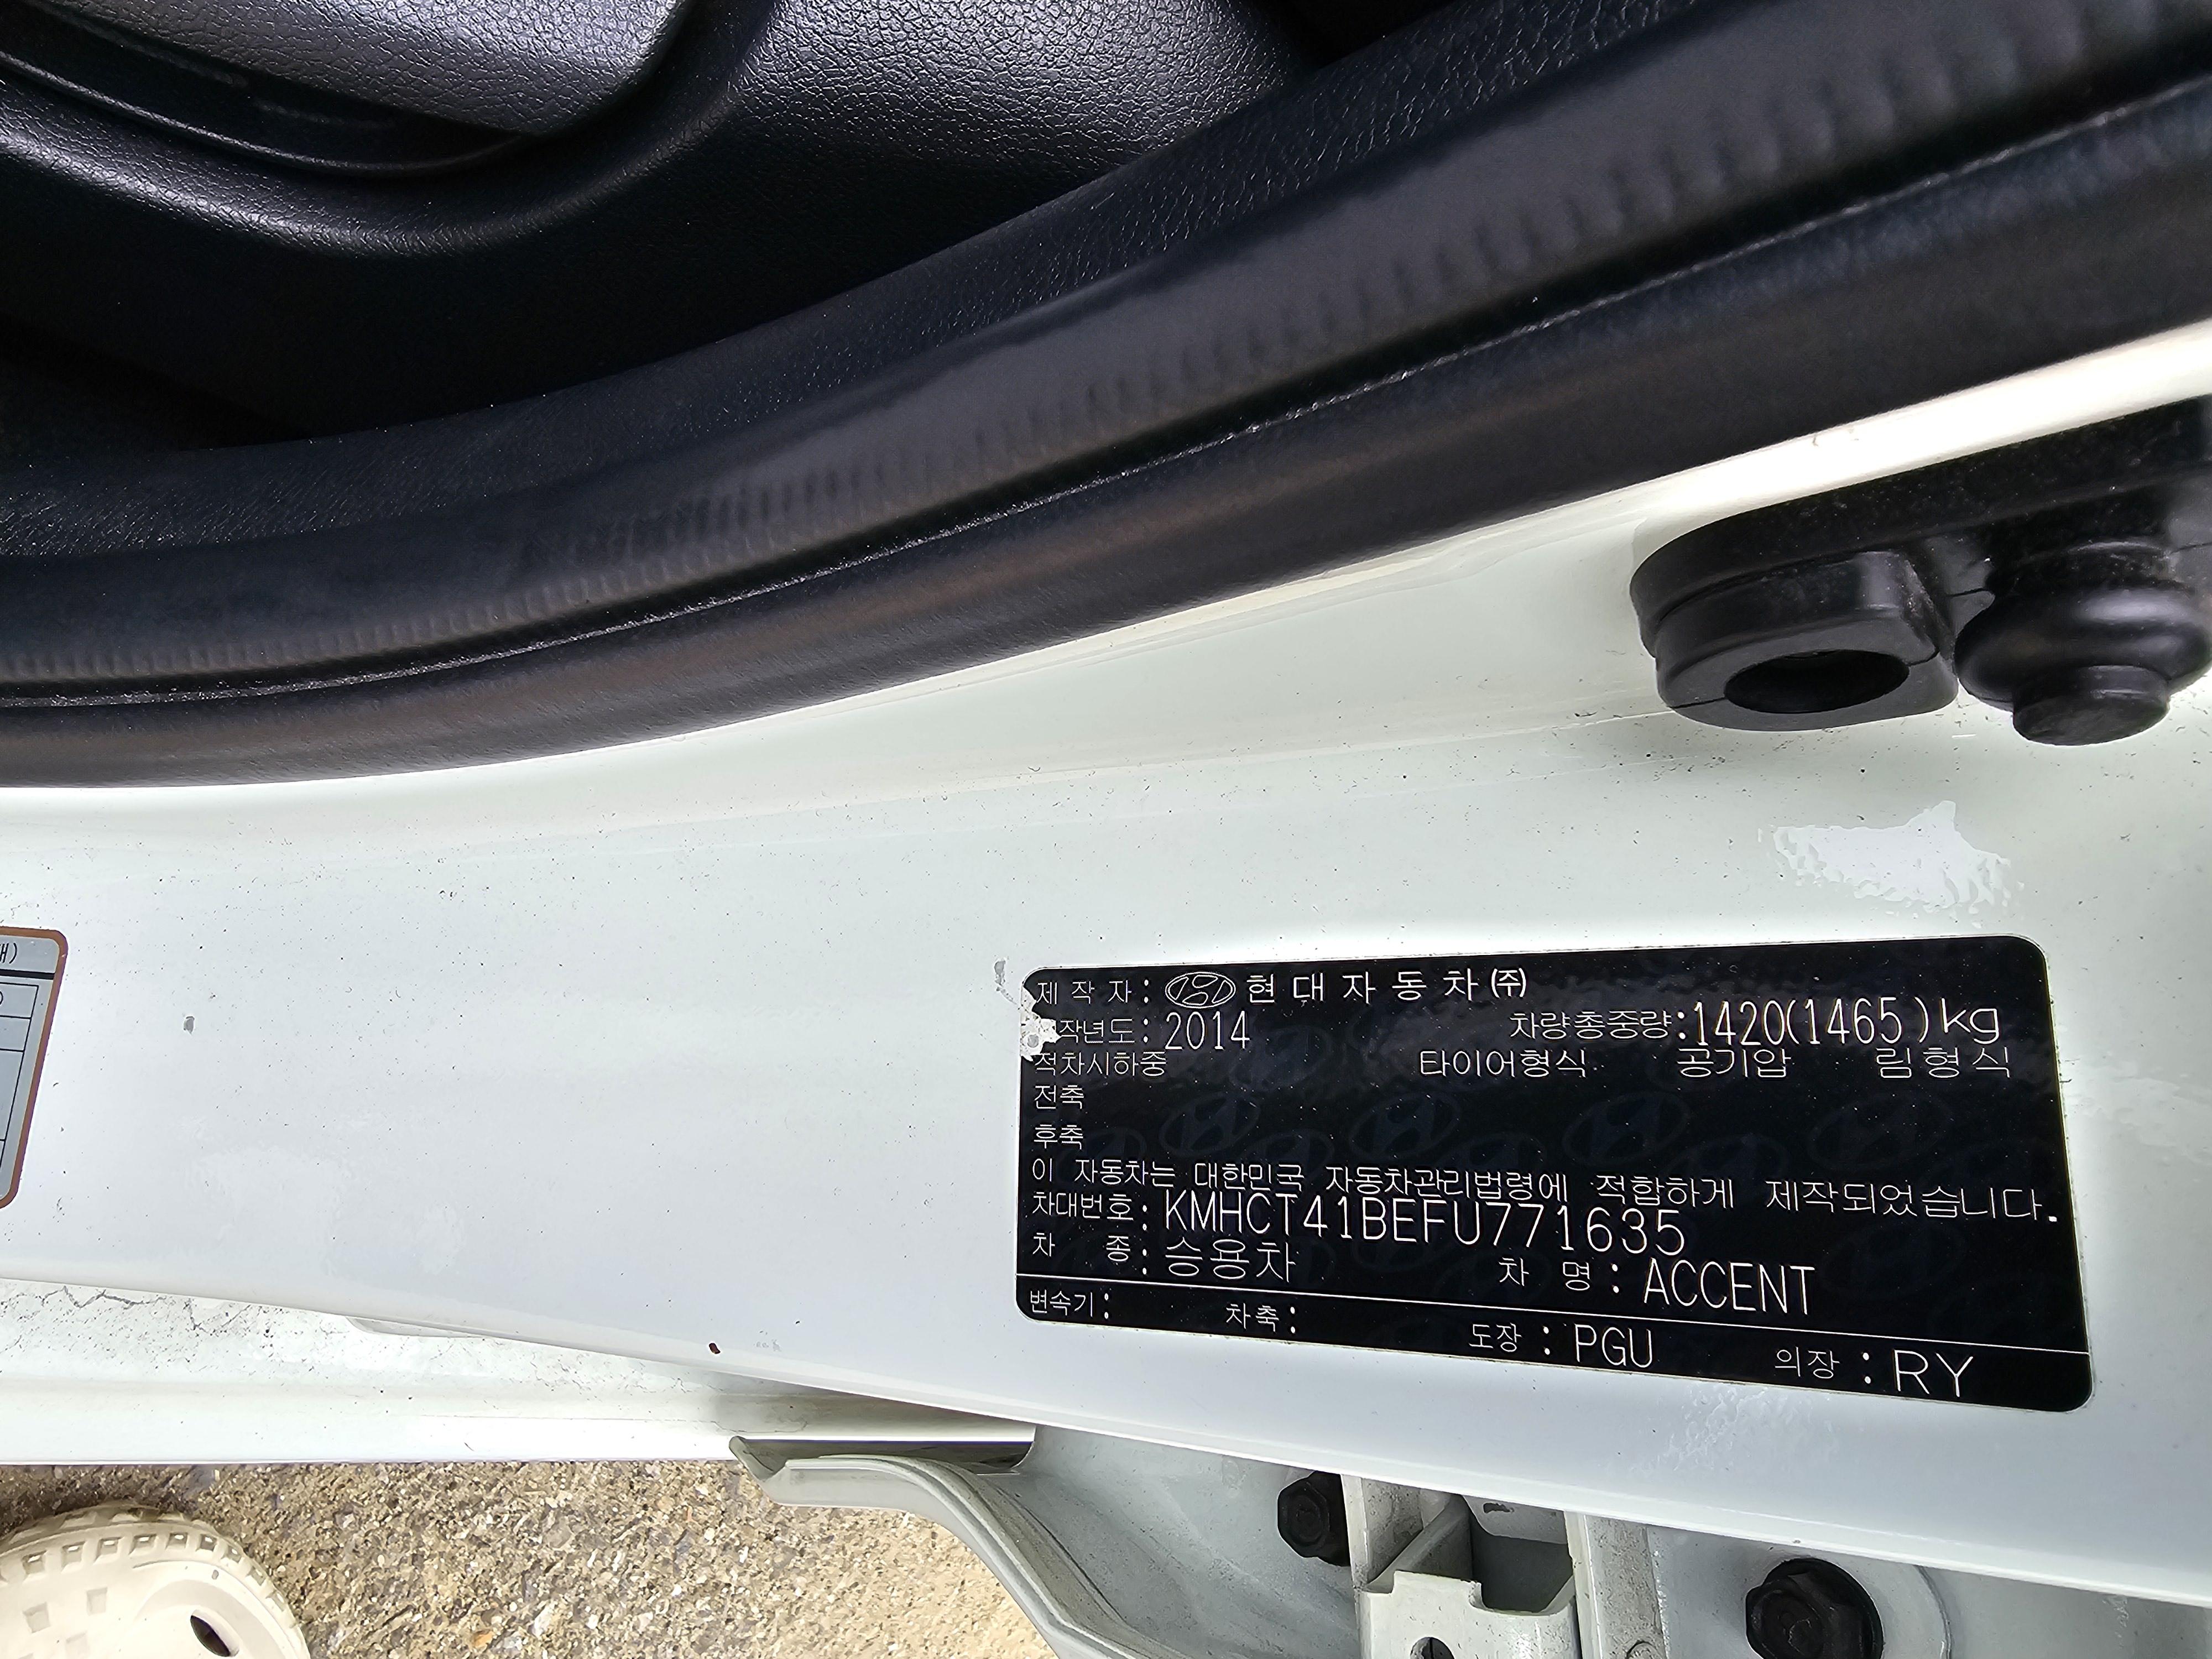 제 작 자: 현 대 자 동 차 ㈜
작년도: 2014 차량총중량:1420(1465)kg
적차시하중 타이어형식 공기압 림 형 식
전축
후축
이 자동차는 대한민국 자동차관리법령에 적합하게 제작되었습니다.
차대번호: KMHCT41BEFU771635
차 종: 승용차 차 명: ACCENT
변속기: 차축: 도장: PGU 의장: RY